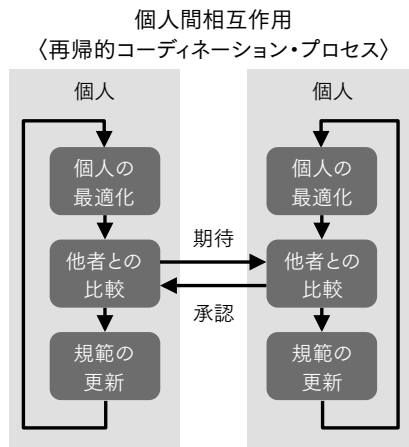 個人間相互作用
〈再帰的コーディネーション・プロセス〉
個人
個人
個人の
最適化
個人の
最適化
期待
他者との
比較
他者との
比較
承認
規範の
更新
規範の
更新